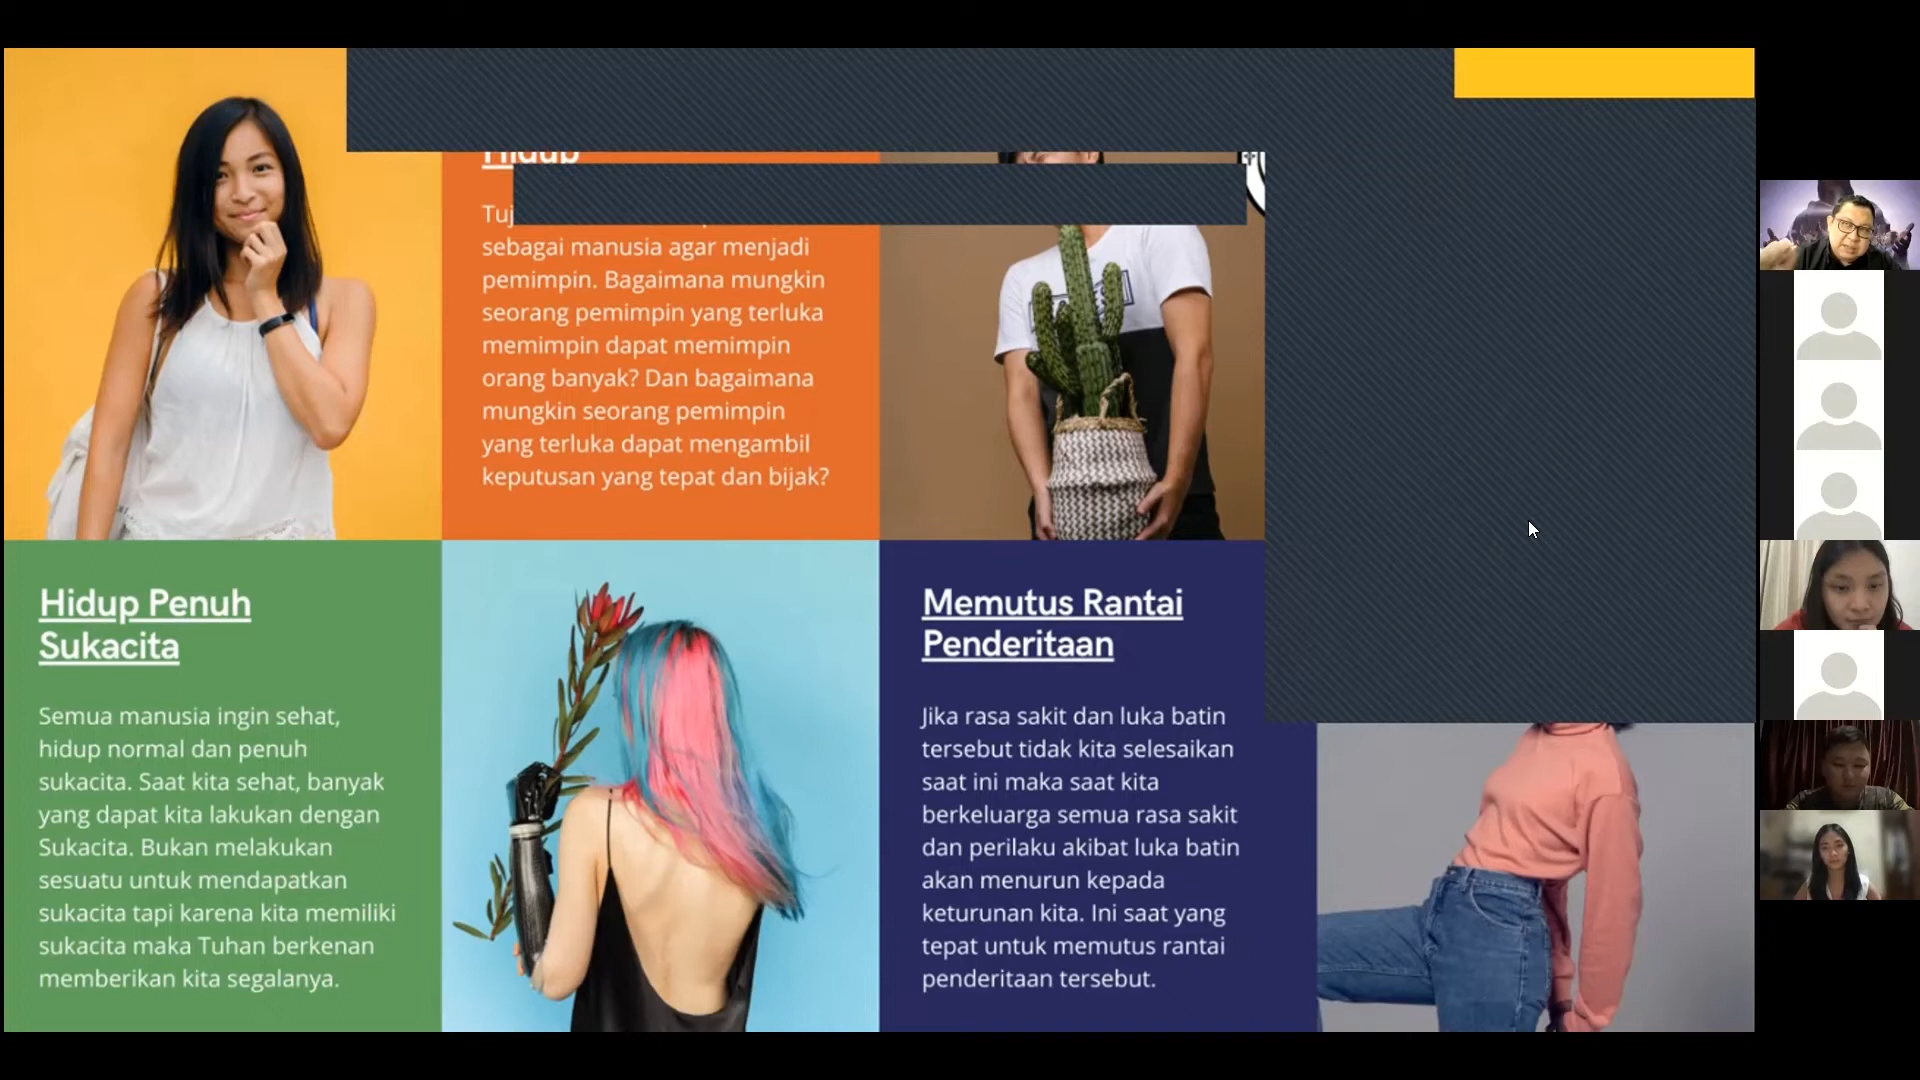 Hidup
Tuj
sebagai manusia agar menjadi
pemimpin. Bagaimana mungkin
seorang pemimpin yang terluka
memimpin dapat memimpin
orang banyak? Dan bagaimana
mungkin seorang pemimpin
yang terluka dapat mengambil
keputusan yang tepat dan bijak?
Hidup Penuh
Sukacita
Semua manusia ingin sehat,
hidup normal dan penuh
sukacita. Saat kita sehat, banyak
yang dapat kita lakukan dengan
Sukacita. Bukan melakukan
sesuatu untuk mendapatkan
sukacita tapi karena kita memiliki
sukacita maka Tuhan berkenan
memberikan kita segalanya.
Memutus Rantai
Penderitaan
Jika rasa sakit dan luka batin
tersebut tidak kita selesaikan
saat ini maka saat kita
berkeluarga semua rasa sakit
dan perilaku akibat luka batin
akan menurun kepada
keturunan kita. Ini saat yang
tepat untuk memutus rantai
penderitaan tersebut.